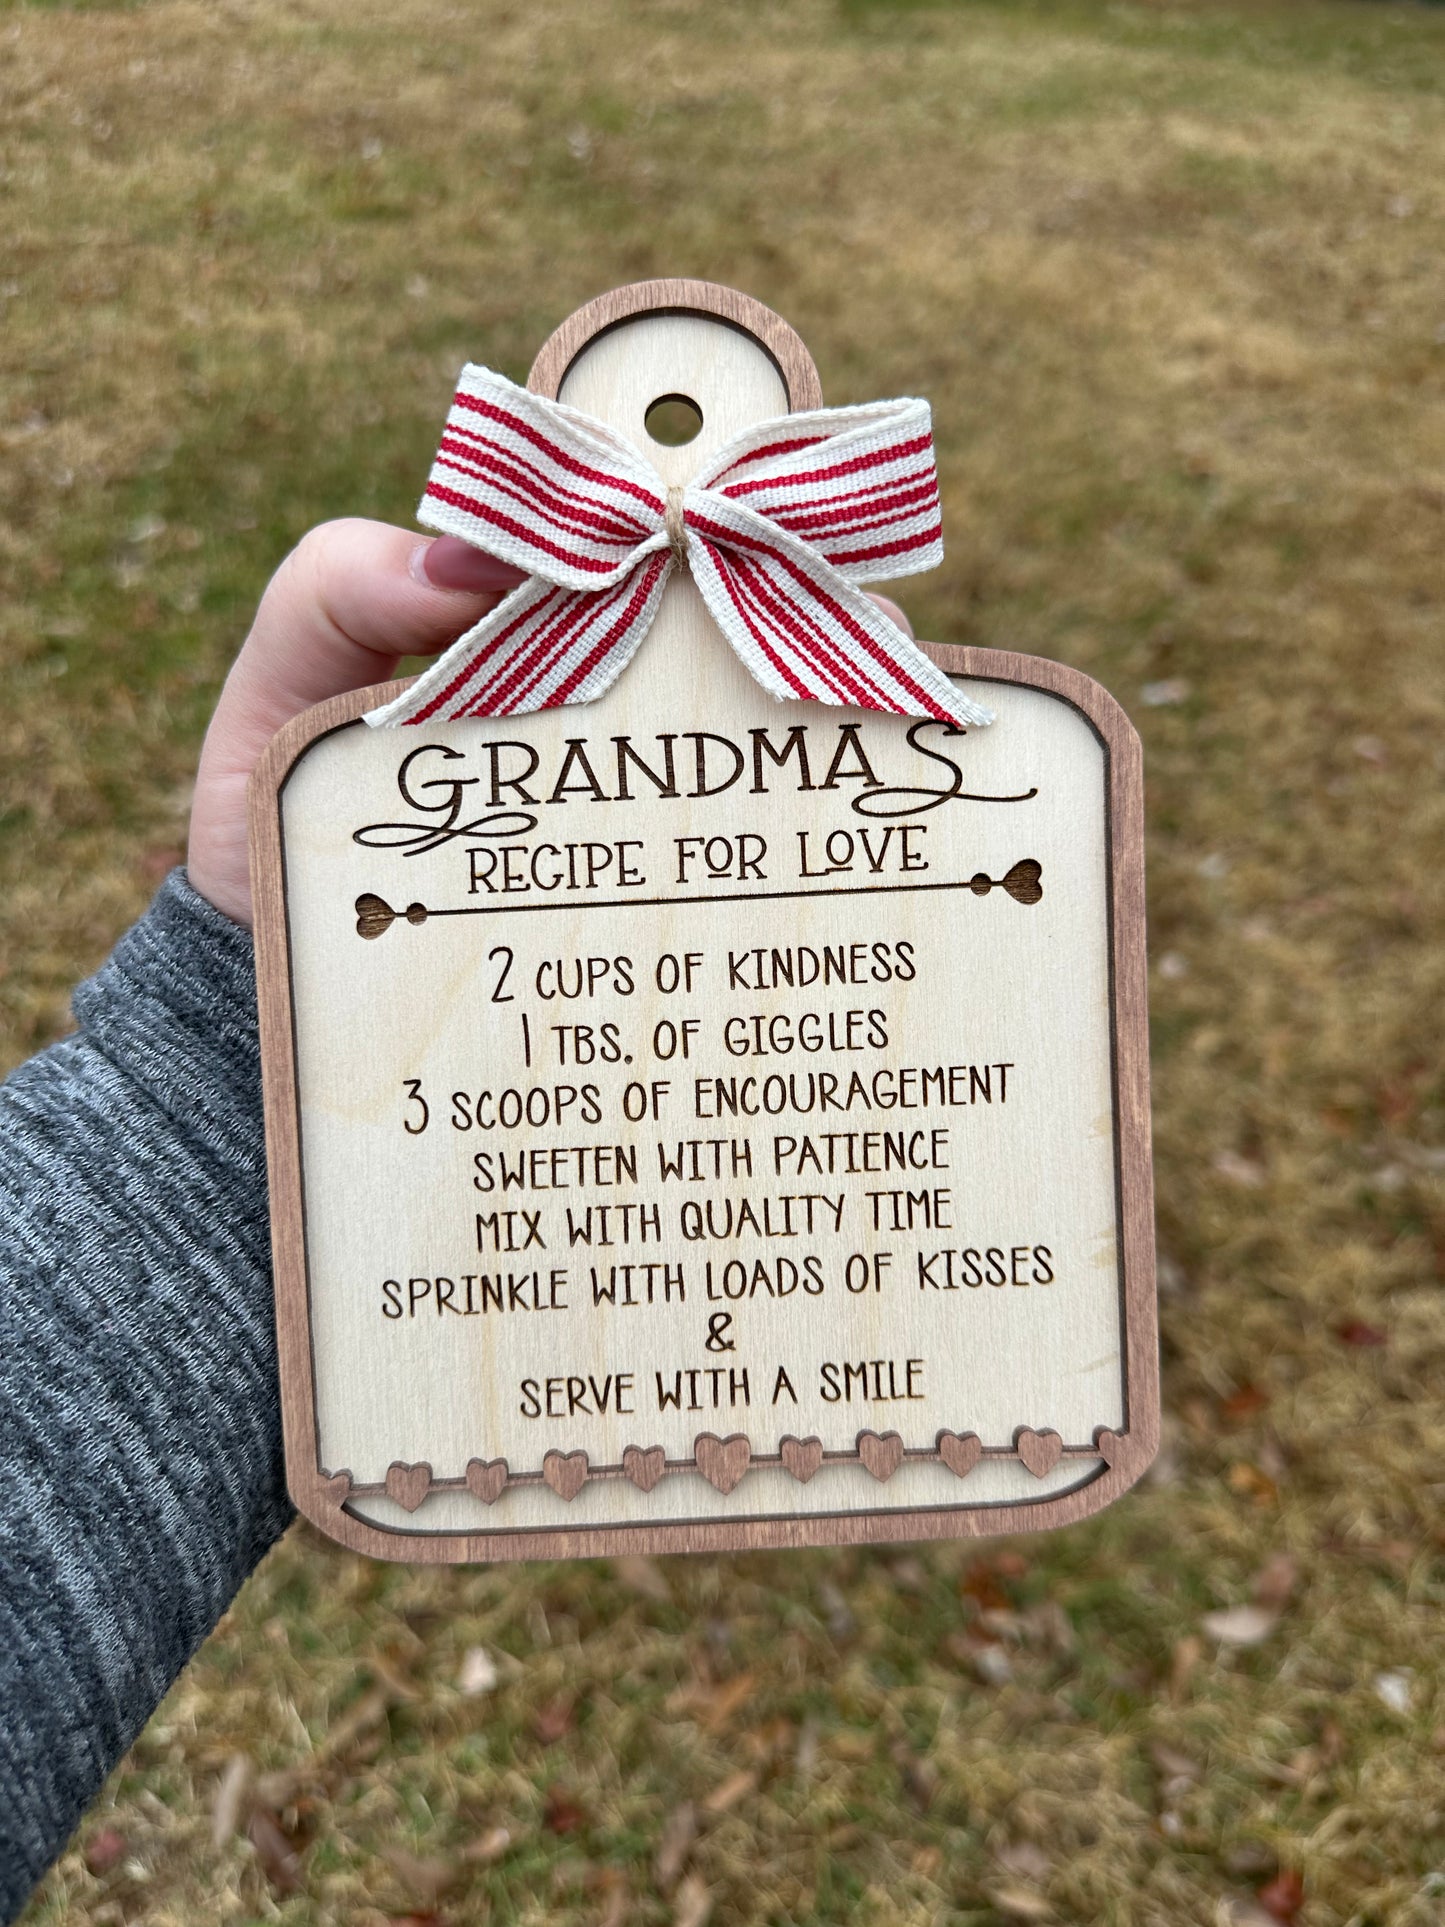 GRANDMAS
RECIPE FOR LOVE
2 CUPS OF KINDNESS
1 TBS. OF GIGGLES
3 SCOOPS OF ENCOURAGEMENT
SWEETEN WITH PATIENCE
MIX WITH QUALITY TIME
SPRINKLE WITH LOADS OF KISSES
&
SERVE WITH A SMILE